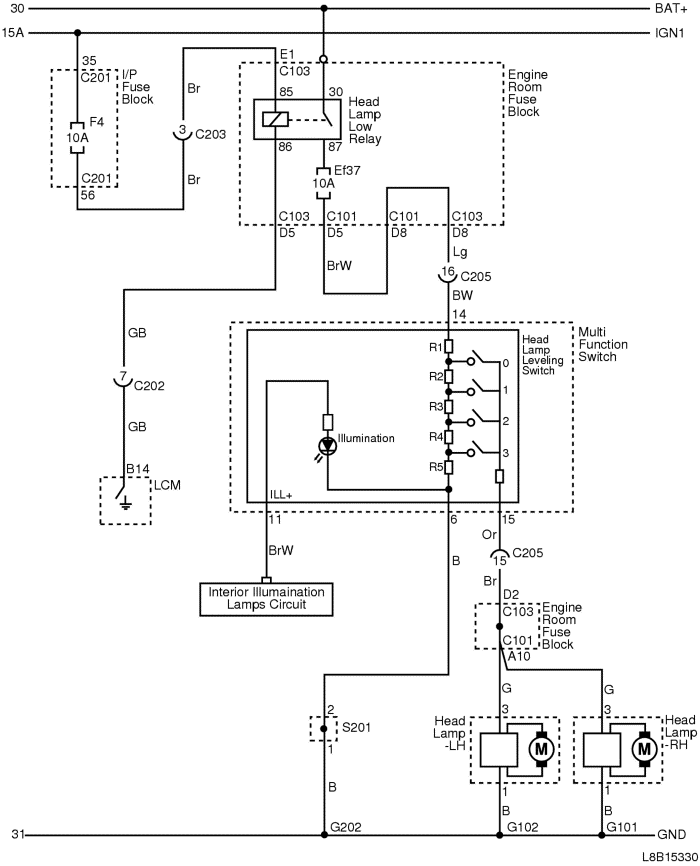 30 BAT+
15A IGN1
35
C201
I/P
Fuse
Block
F4
10A
C201
56
Br
3 C203
Br
E1
C103
85 30
Head
Lamp
Low
Relay
86 87
Ef37
10A
Engine
Room
Fuse
Block
C103 C101 C101 C103
D5 D5 D8 D8
BrW
Lg
16 C205
BW
14
GB
7 C202
GB
B14
LCM
Multi
Function
Switch
Head
Lamp
Leveling
Switch
R1
0
R2
1
R3
2
R4
3
R5
Illumination
ILL+
11 6 15
BrW
B
Or
C205
15
Br
Interior Illumaination
Lamps Circuit
D2
C103
C101
A10
Engine
Room
Fuse
Block
G G
3 3
Head
Lamp
-LH
M
Head
Lamp
-RH
M
1 1
B B
2
S201
1
B
31 G202 G102 G101 GND
L8B15330